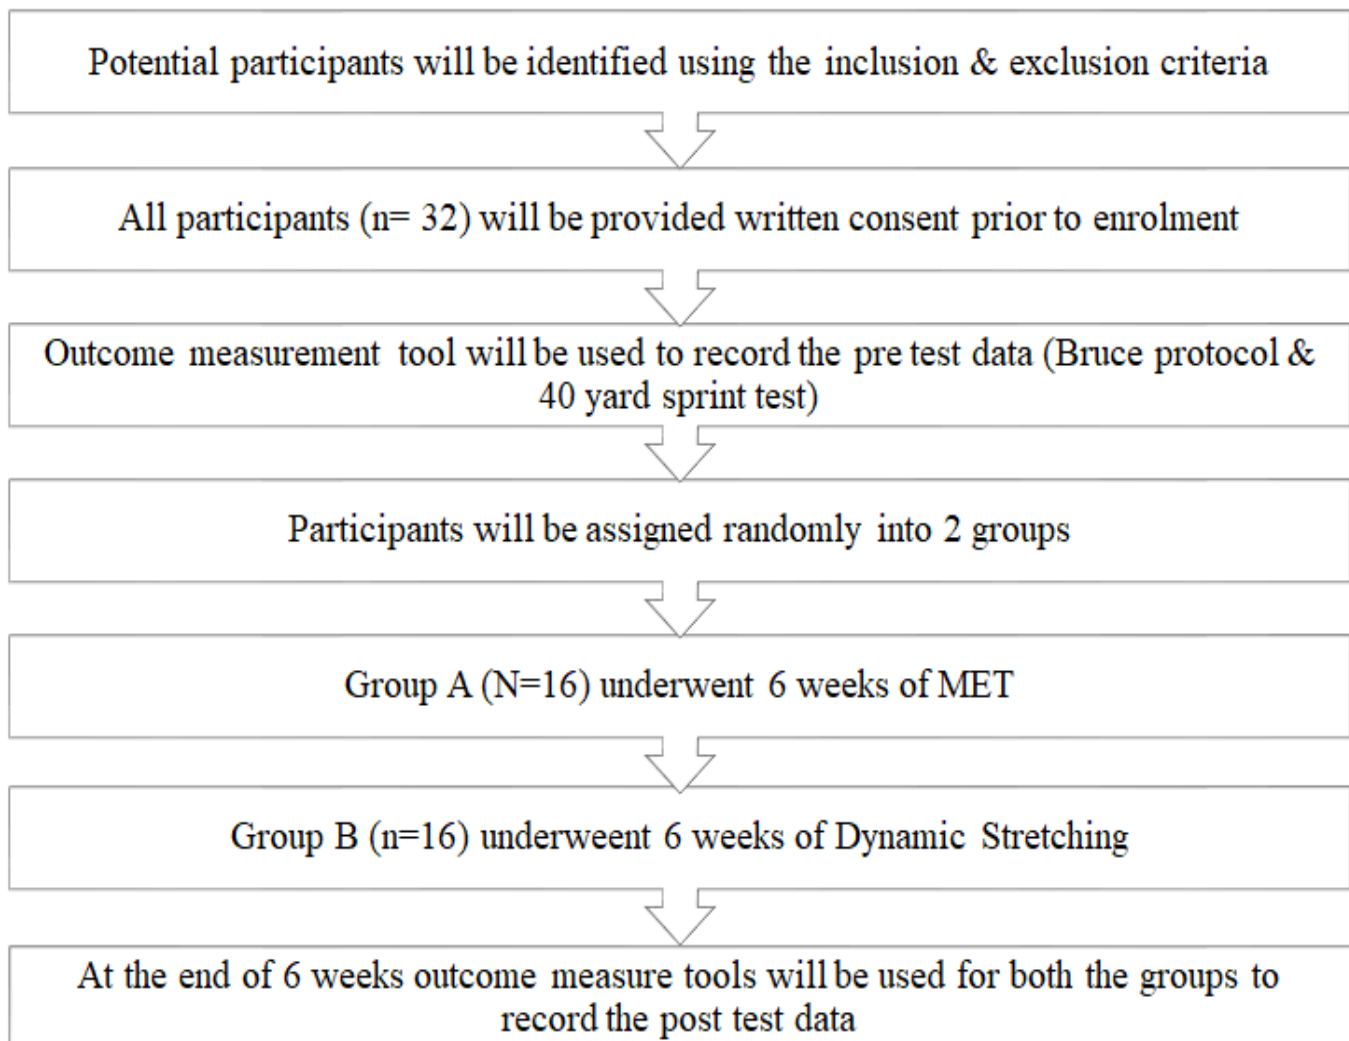 Potential participants will be identified using the inclusion & exclusion criteria
All participants (n= 32) will be provided written consent prior to enrolment
Outcome measurement tool will be used to record the pre test data (Bruce protocol &
40 yard sprint test)
Participants will be assigned randomly into 2 groups
Group A (N=16) underwent 6 weeks of MET
Group B (n=16) underweent 6 weeks of Dynamic Stretching
At the end of 6 weeks outcome measure tools will be used for both the groups to
record the post test data